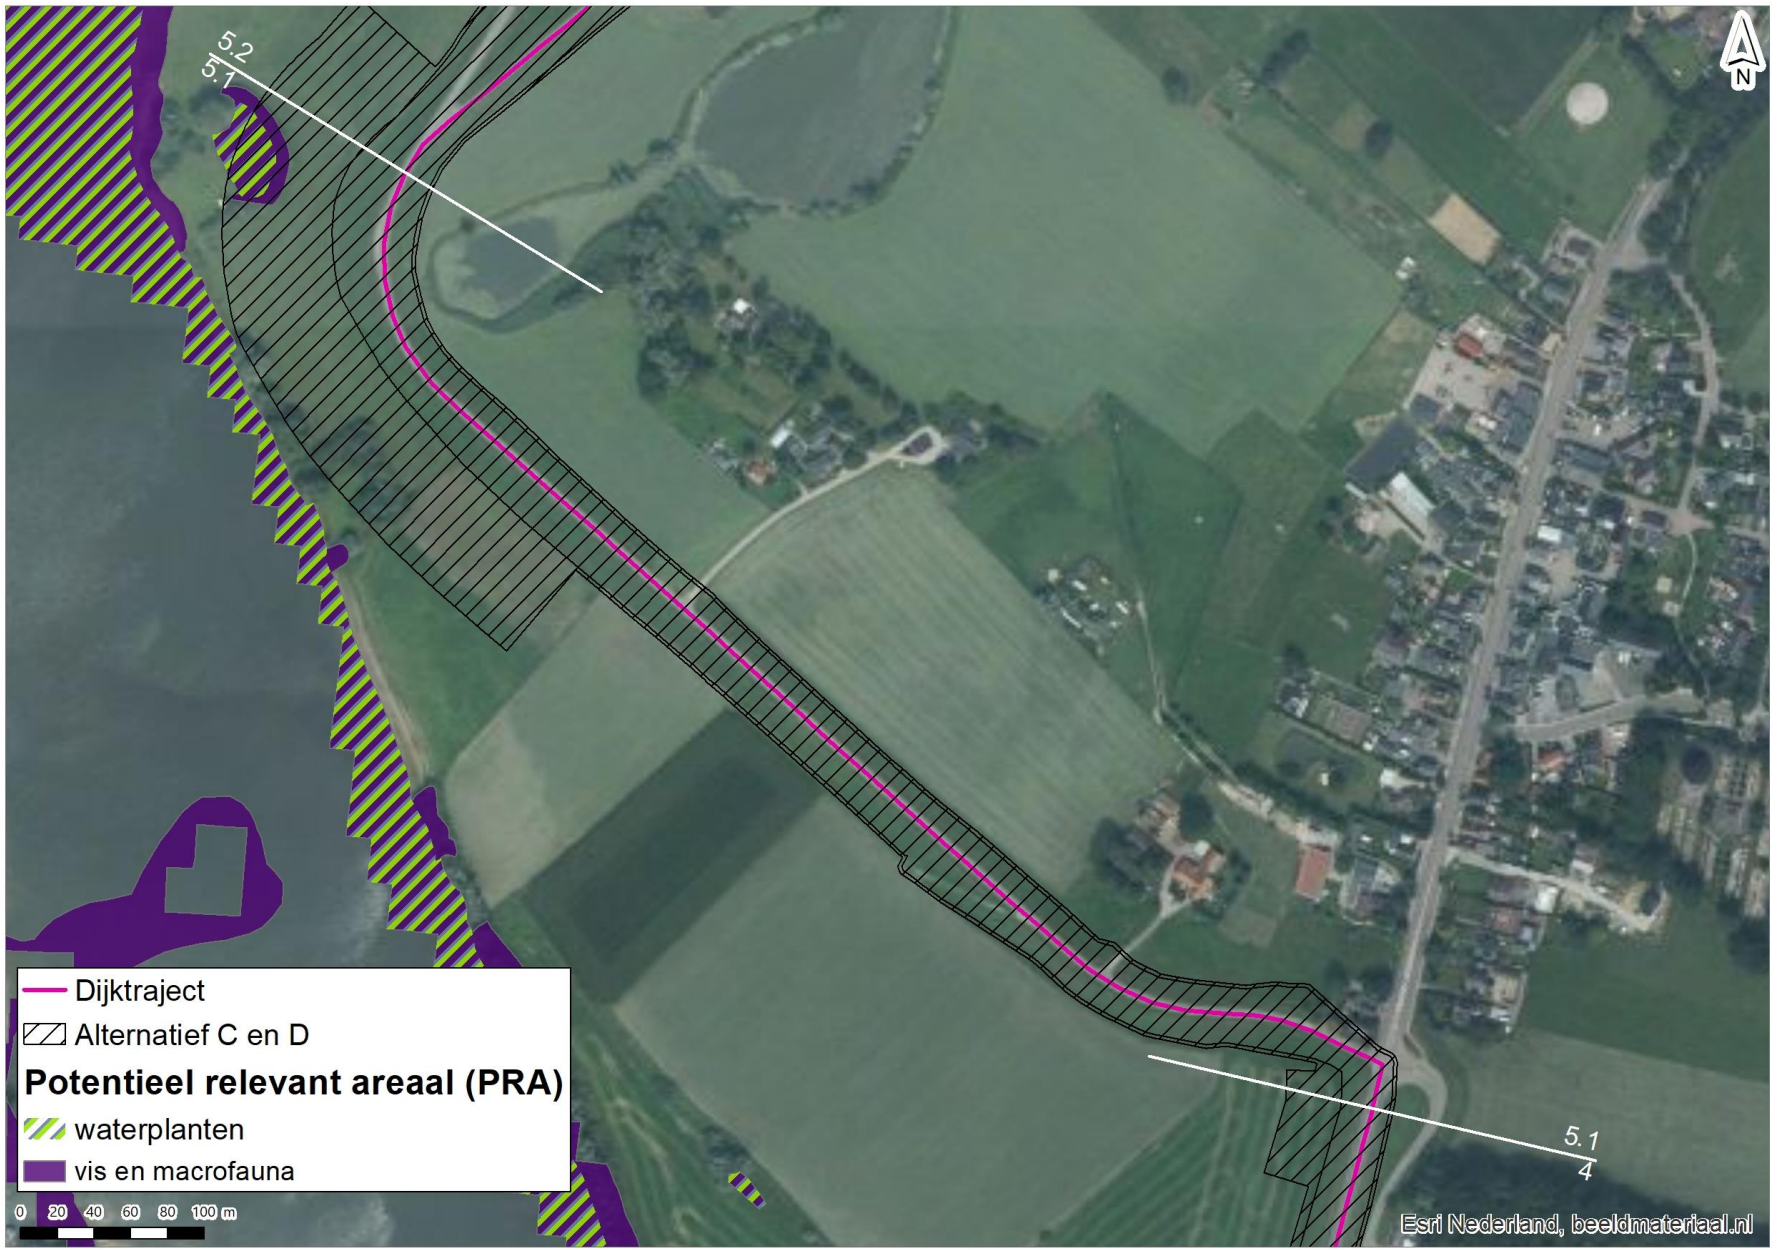 5.2
5.1
N
Dijktraject
Alternatief C en D
Potentieel relevant areaal (PRA)
waterplanten
vis en macrofauna
0 20 40 60 80 100 m
5.1
4
Esri Nederland, beeldmateriaal.nl